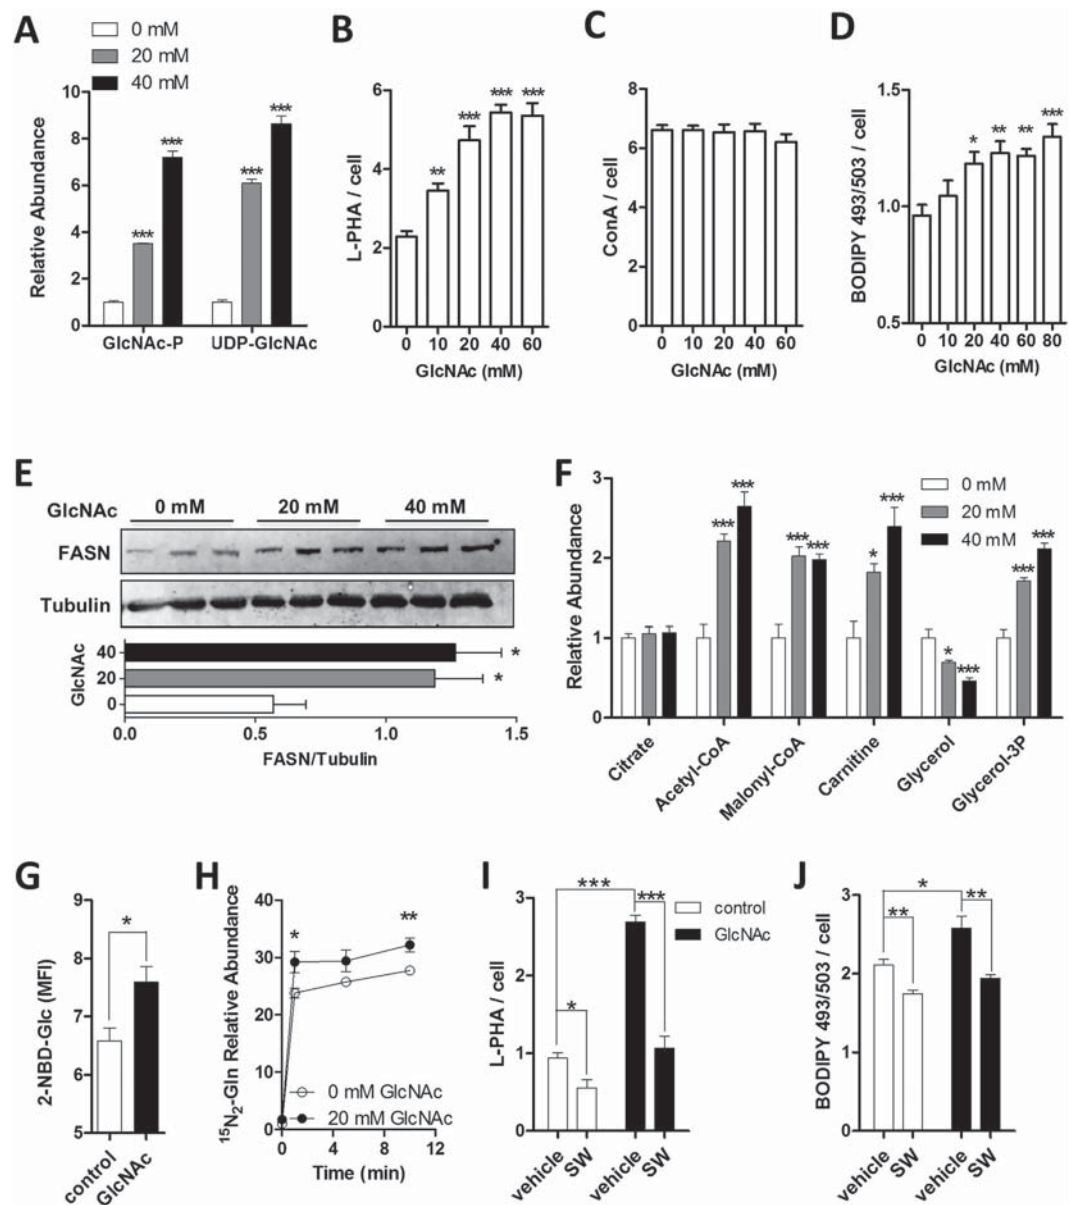 A
0 mM
20 mM
40 mM
Relative Abundance
10
8
6
4
2
0
***
***
***
***
GlcNAc-P
UDP-GlcNAc
B
L-PHA / cell
6
4
2
0
**
***
***
***
0 10 20 40 60
GlcNAc (mM)
C
ConA / cell
8
6
4
2
0
0 10 20 40 60
GlcNAc (mM)
D
BODIPY 493/503 / cell
1.5
1.0
0.5
*
**
**
***
0 10 20 40 60 80
GlcNAc (mM)
E
GlcNAc 0 mM 20 mM 40 mM
FASN
Tubulin
GlcNAc
40
20
0
*
*
0.0 0.5 1.0 1.5
FASN/Tubulin
F
0 mM
20 mM
40 mM
Relative Abundance
3
2
1
0
***
***
***
***
*
***
*
***
***
***
Citrate
Acetyl-CoA
Malonyl-CoA
Carnitine
Glycerol
Glycerol-3P
G
2-NBD-Glc (MFI)
9
8
7
6
5
*
control
GlcNAc
H
15N2-Gln Relative Abundance
40
30
20
10
0
*
**
0 mM GlcNAc
20 mM GlcNAc
0 4 8 12
Time (min)
I
L-PHA / cell
3
2
1
0
***
***
*
control
GlcNAc
vehicle
SW
vehicle
SW
J
BODIPY 493/503 / cell
3
2
1
0
*
**
**
vehicle
SW
vehicle
SW